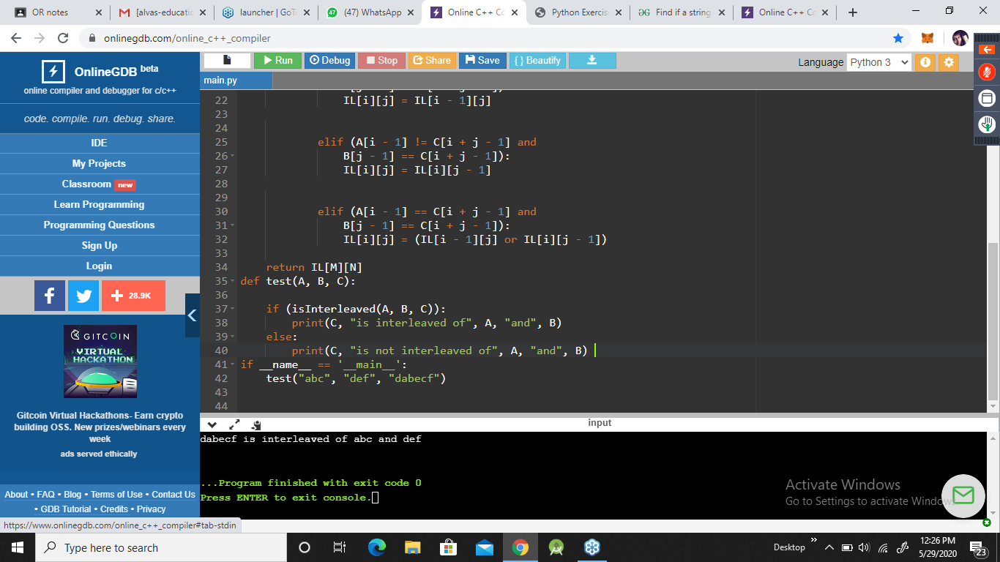 OR notes
[alvas-educatic
launcher | GoTo
(47) WhatsApp
Online C++ Co
Python Exercis
Find if a string
Online C++ Co
onlinegdb.com/online_c++_compiler
OnlineGDB beta
online compiler and debugger for c/c++
code. compile. run. debug. share.
IDE
My Projects
Classroom new
Learn Programming
Programming Questions
Sign Up
Login
28.9K
GITCOIN
VIRTUAL
HACKATHON
Gitcoin Virtual Hackathons- Earn crypto
building OSS. New prizes/webinars every
week
ads served ethically
About • FAQ • Blog • Terms of Use • Contact Us
• GDB Tutorial • Credits • Privacy
https://www.onlinegdb.com/online_c++_compiler#tab-stdin
Run Debug Stop Share Save { } Beautify
Language Python 3
main.py
22 IL[i][j] = IL[i - 1][j]
23
24
25 elif (A[i - 1] != C[i + j - 1] and
26 B[j - 1] == C[i + j - 1]):
27 IL[i][j] = IL[i][j - 1]
28
29
30 elif (A[i - 1] == C[i + j - 1] and
31 B[j - 1] == C[i + j - 1]):
32 IL[i][j] = (IL[i - 1][j] or IL[i][j - 1])
33
34 return IL[M][N]
35 def test(A, B, C):
36
37 if (isInterleaved(A, B, C)):
38 print(C, "is interleaved of", A, "and", B)
39 else:
40 print(C, "is not interleaved of", A, "and", B)
41 if __name__ == '__main__':
42 test("abc", "def", "dabecf")
43
44
input
dabecf is interleaved of abc and def
...Program finished with exit code 0
Press ENTER to exit console.
Activate Windows
Go to Settings to activate Windows.
Type here to search
Desktop
12:26 PM
5/29/2020
23